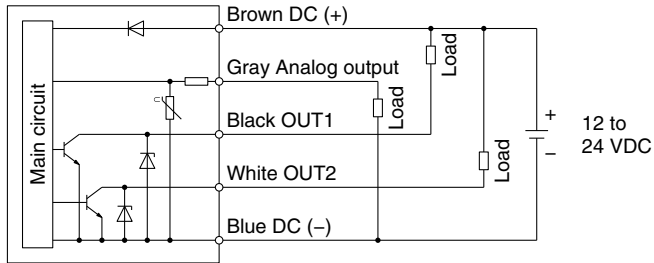 Brown DC (+)
Gray Analog output
Black OUT1
White OUT2
Blue DC (−)
Main circuit
U
Load
Load
Load
+
−
12 to
24 VDC